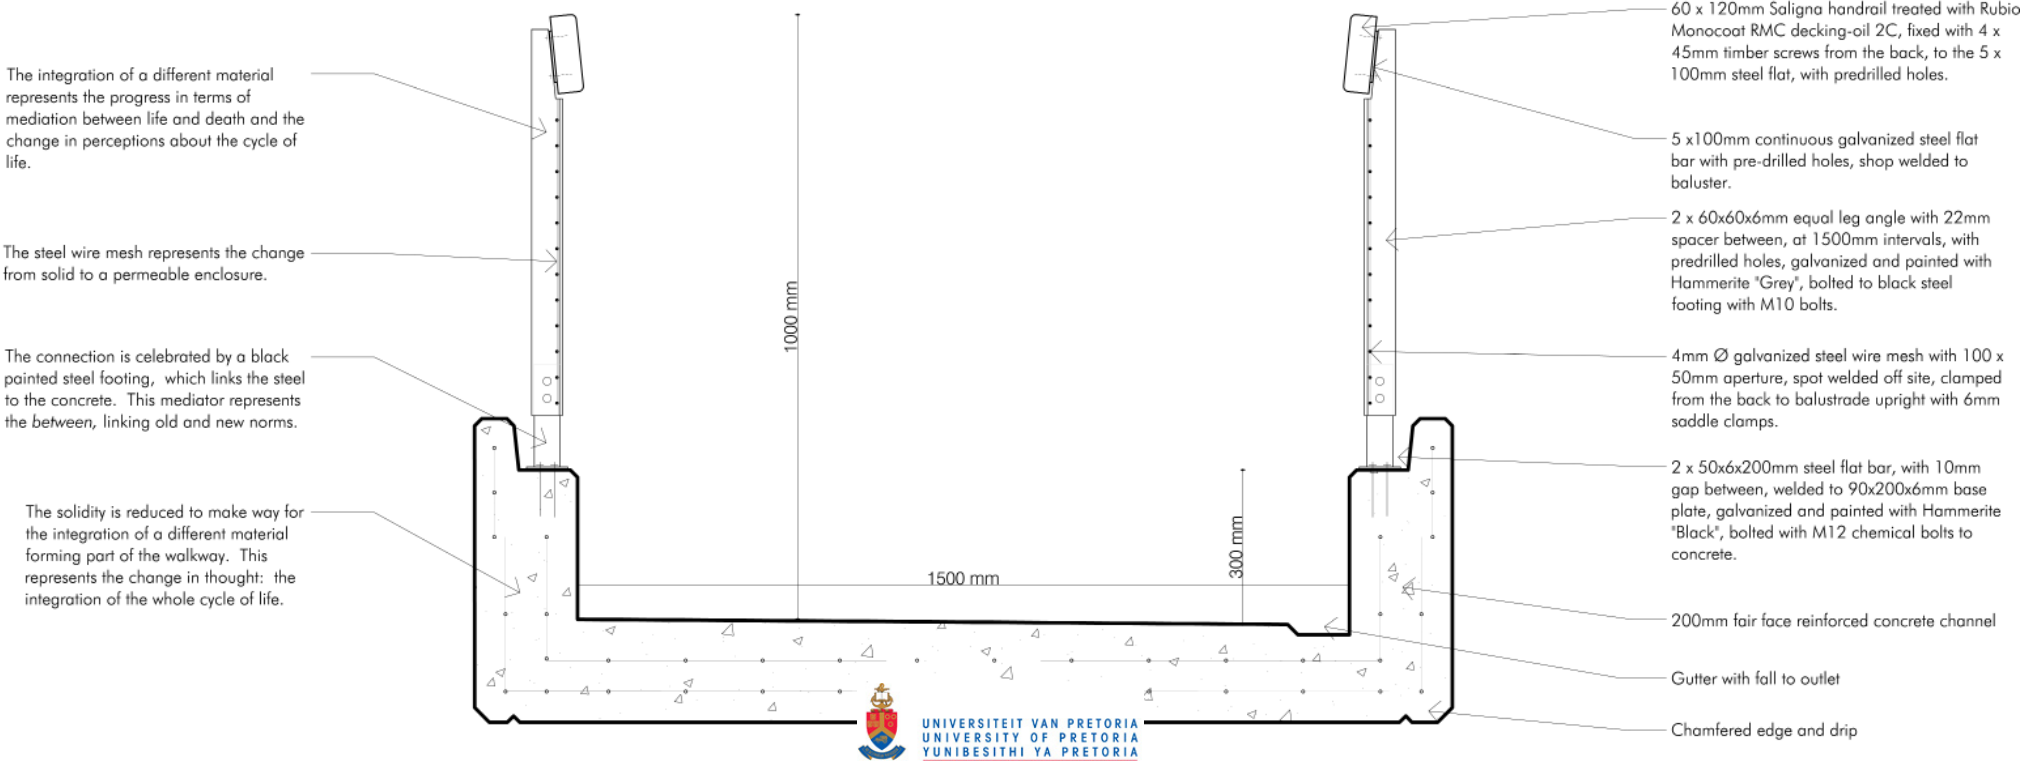 The integration of a different material
represents the progress in terms of
mediation between life and death and the
change in perceptions about the cycle of
life.
The steel wire mesh represents the change
from solid to a permeable enclosure.
The connection is celebrated by a black
painted steel footing, which links the steel
to the concrete. This mediator represents
the between, linking old and new norms.
The solidity is reduced to make way for
the integration of a different material
forming part of the walkway. This
represents the change in thought: the
integration of the whole cycle of life.
1000 mm
1500 mm
300 mm
60 x 120mm Saligna handrail treated with Rubio
Monocoat RMC decking-oil 2C, fixed with 4 x
45mm timber screws from the back, to the 5 x
100mm steel flat, with predrilled holes.
5 x100mm continuous galvanized steel flat
bar with pre-drilled holes, shop welded to
baluster.
2 x 60x60x6mm equal leg angle with 22mm
spacer between, at 1500mm intervals, with
predrilled holes, galvanized and painted with
Hammerite "Grey", bolted to black steel
footing with M10 bolts.
4mm Ø galvanized steel wire mesh with 100 x
50mm aperture, spot welded off site, clamped
from the back to balustrade upright with 6mm
saddle clamps.
2 x 50x6x200mm steel flat bar, with 10mm
gap between, welded to 90x200x6mm base
plate, galvanized and painted with Hammerite
"Black", bolted with M12 chemical bolts to
concrete.
200mm fair face reinforced concrete channel
Gutter with fall to outlet
Chamfered edge and drip
UNIVERSITEIT VAN PRETORIA
UNIVERSITY OF PRETORIA
YUNIBESITHI YA PRETORIA